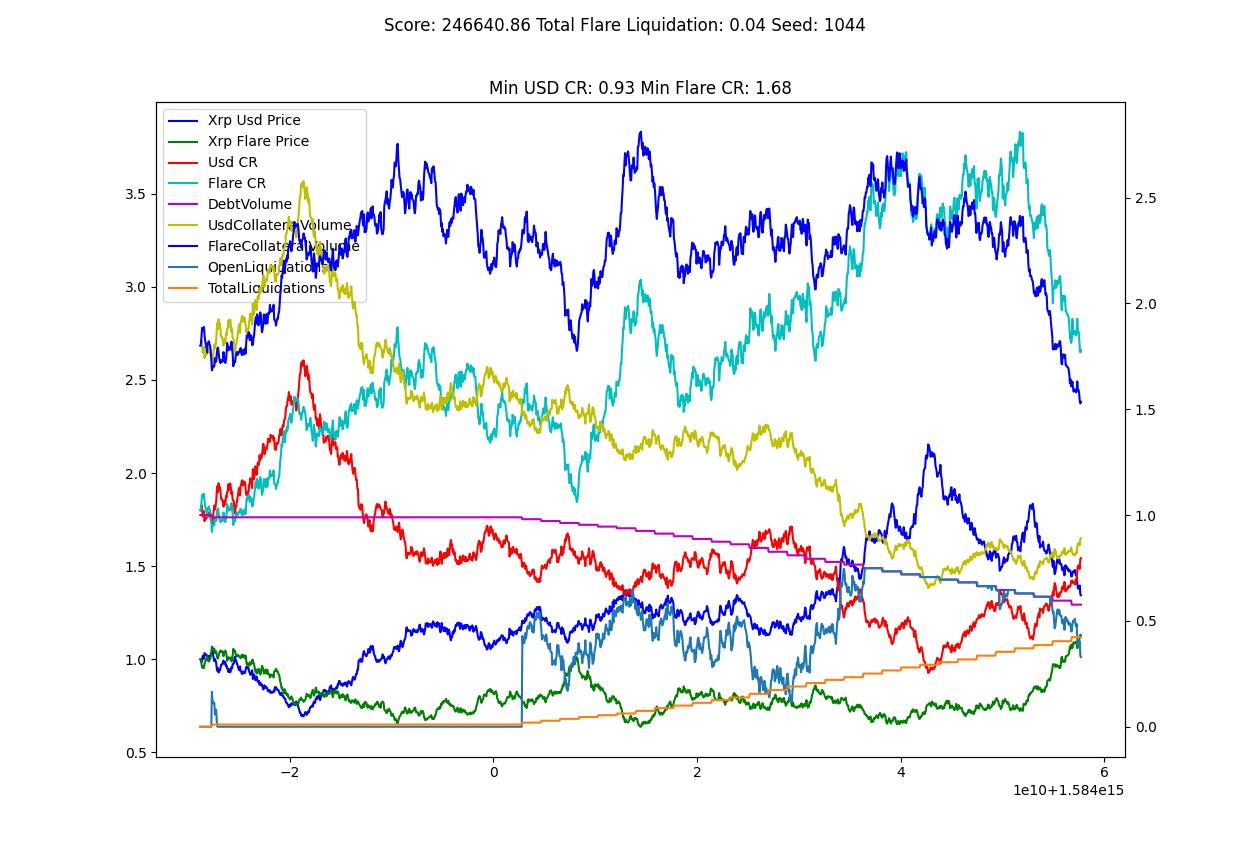 Score: 246640.86 Total Flare Liquidation: 0.04 Seed: 1044
Min USD CR: 0.93 Min Flare CR: 1.68
Xrp Usd Price
Xrp Flare Price
Usd CR
Flare CR
DebtVolume
UsdCollateralVolume
FlareCollateralVolume
OpenLiquidations
TotalLiquidations
3.5
3.0
2.5
2.0
1.5
1.0
0.5
2.5
2.0
1.5
1.0
0.5
0.0
−2
0
2
4
6
1e10+1.584e15